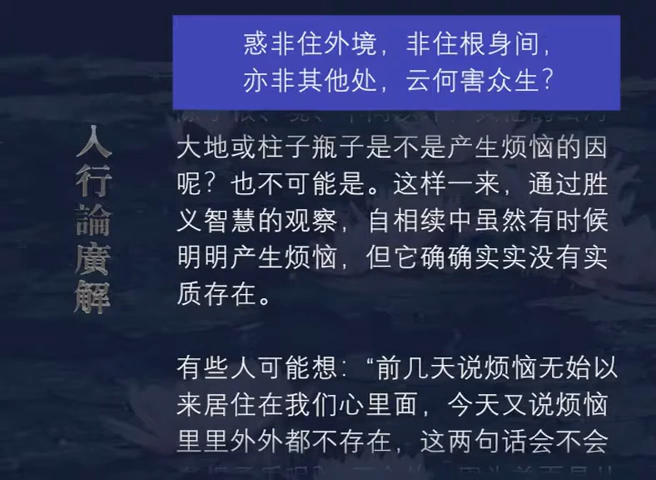 惑非住外境，非住根身间，
亦非其他处，云何害众生？
大地或柱子瓶子是不是产生烦恼的因
呢？也不可能是。这样一来，通过胜
义智慧的观察，自相续中虽然有时候
明明产生烦恼，但它确确实实没有实
质存在。
有些人可能想：“前几天说烦恼无始以
来居住在我们心里面，今天又说烦恼
里里外外都不存在，这两句话会不会
入行論廣解